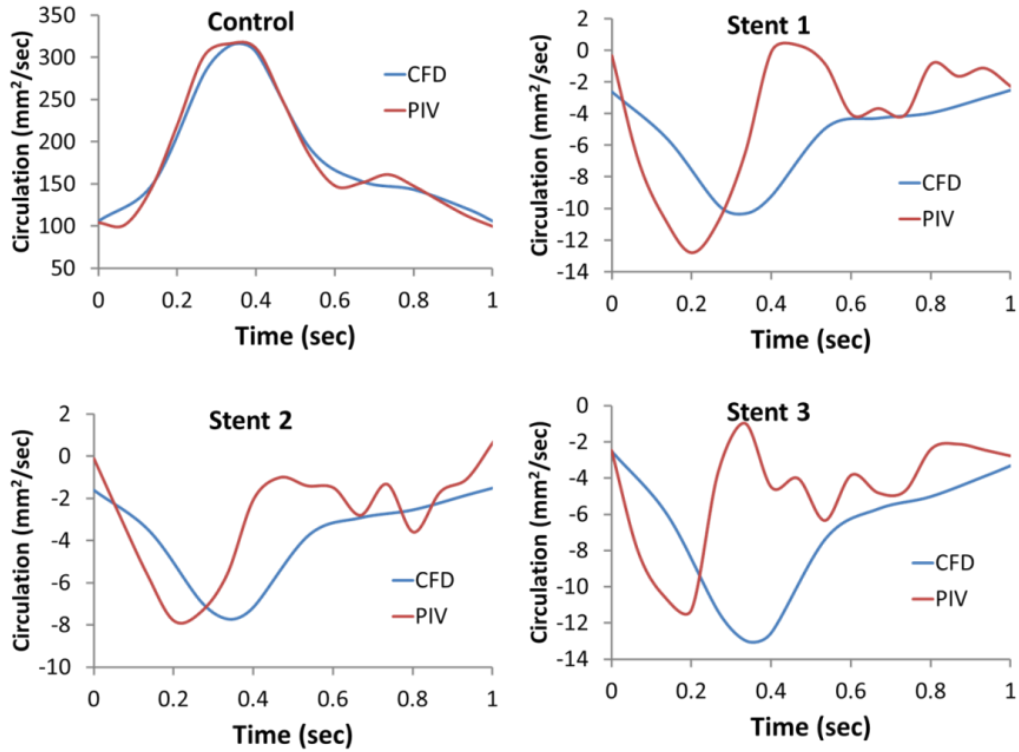 Control
Circulation (mm²/sec)
350
300
250
200
150
100
50
0
0.2
0.4
0.6
0.8
1
Time (sec)
CFD
PIV
Stent 1
Circulation (mm²/sec)
2
0
-2
-4
-6
-8
-10
-12
-14
0
0.2
0.4
0.6
0.8
1
Time (sec)
CFD
PIV
Stent 2
Circulation (mm²/sec)
2
0
-2
-4
-6
-8
-10
0
0.2
0.4
0.6
0.8
1
Time (sec)
CFD
PIV
Stent 3
Circulation (mm²/sec)
0
-2
-4
-6
-8
-10
-12
-14
0
0.2
0.4
0.6
0.8
1
Time (sec)
CFD
PIV